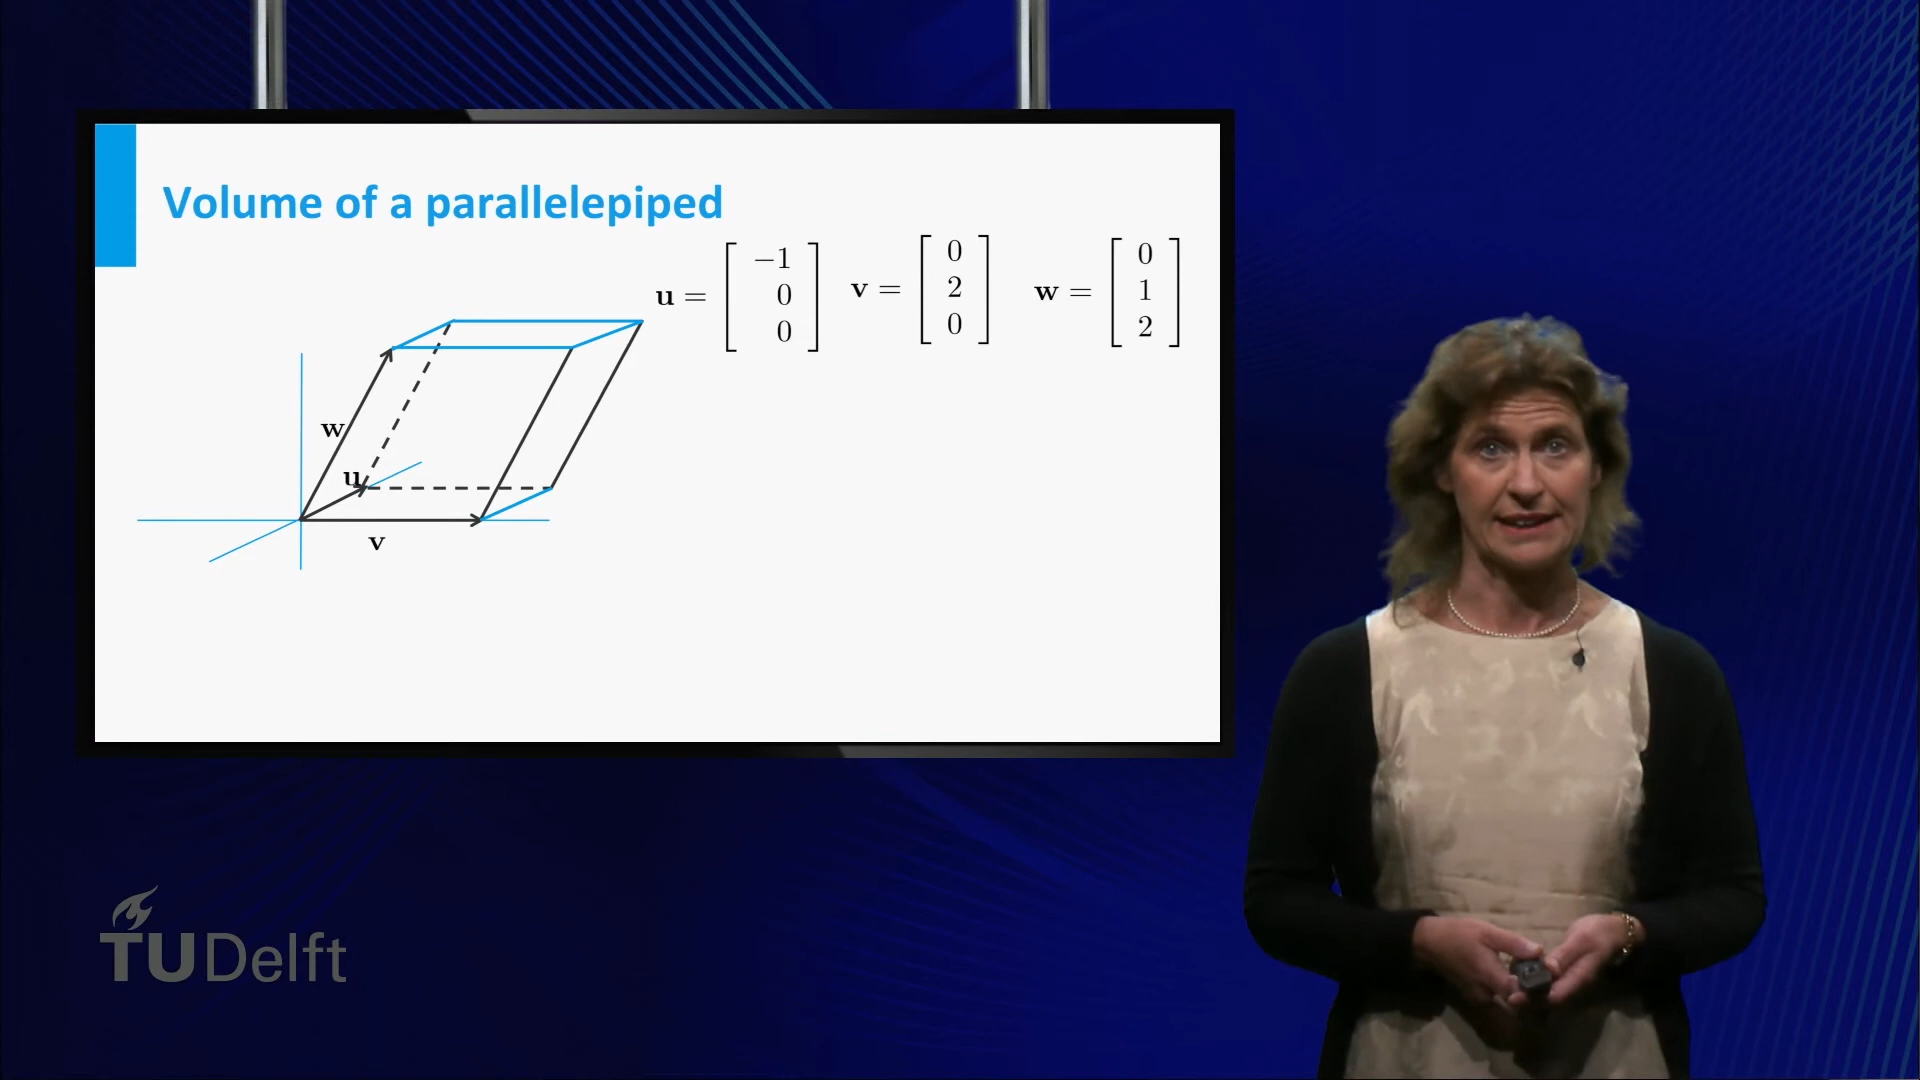 Volume of a parallelepiped
u = [ −1 0 0 ] v = [ 0 2 0 ] w = [ 0 1 2 ]
w
u
v
TUDelft